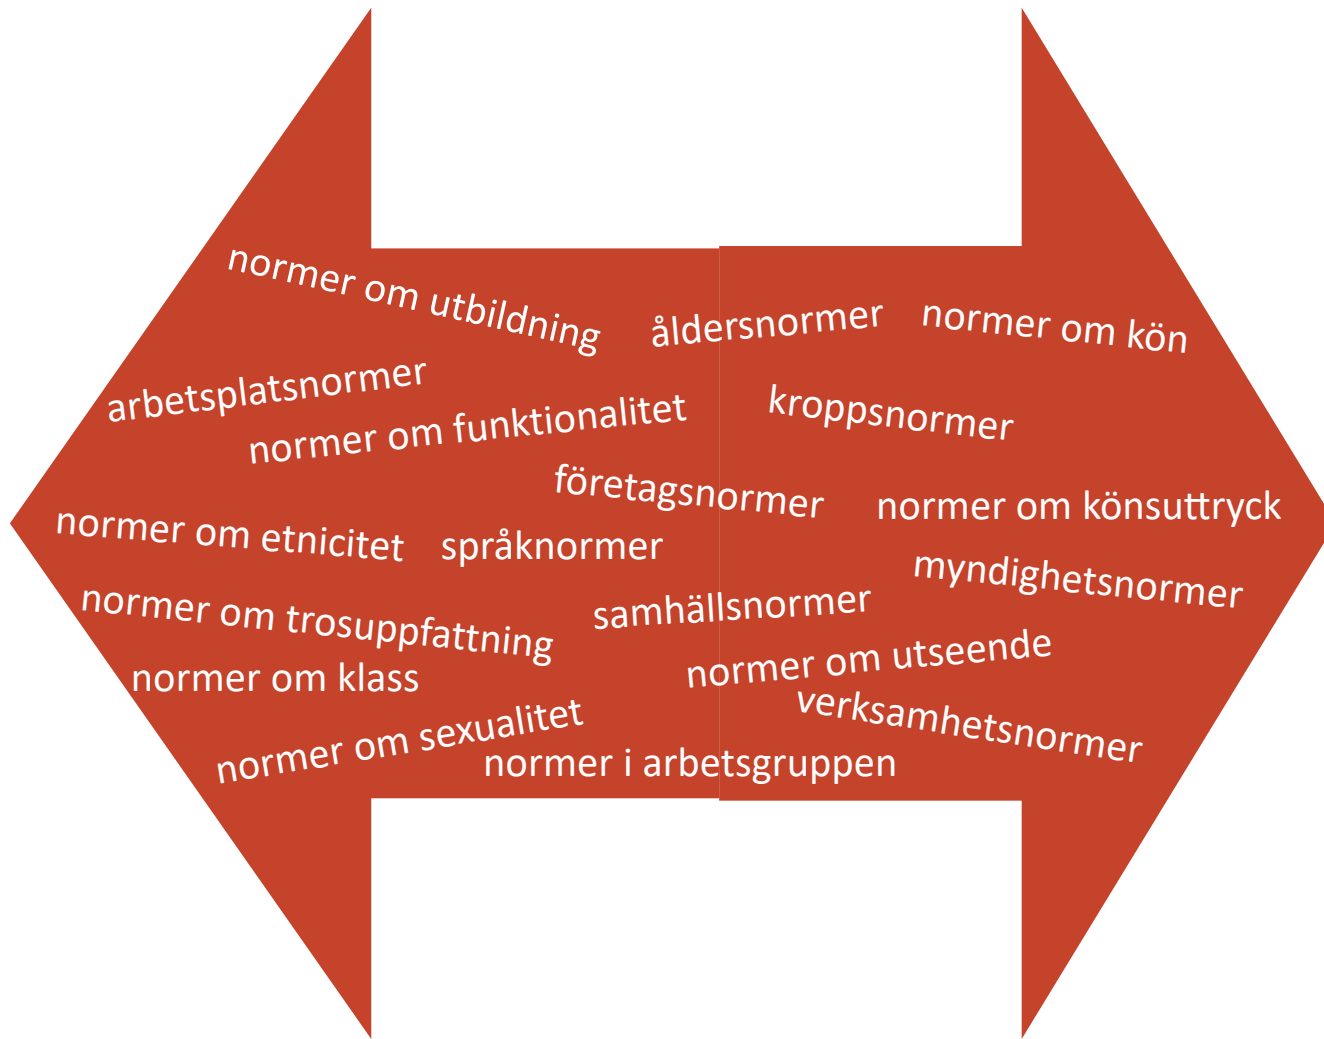 normer om utbildning
åldersnormer
normer om kön
arbetsplatsnormer
normer om funktionalitet
kroppsnormer
företagsnormer
normer om könsuttryck
normer om etnicitet
språknormer
myndighetsnormer
normer om trosuppfattning
samhällsnormer
normer om klass
normer om utseende
verksamhetsnormer
normer om sexualitet
normer i arbetsgruppen